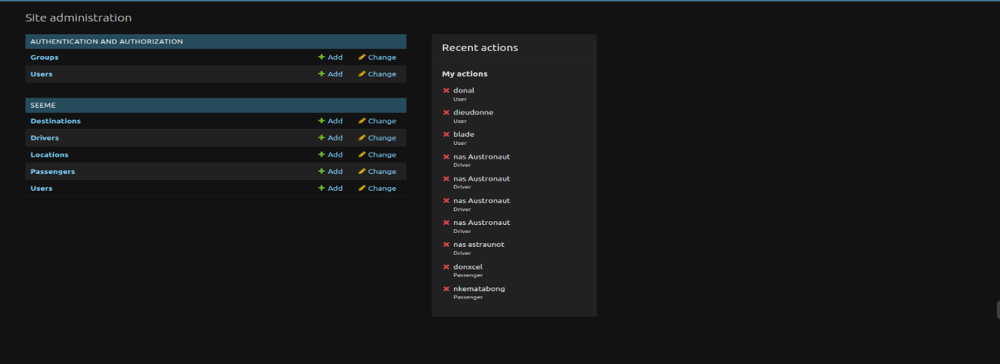 Site administration
AUTHENTICATION AND AUTHORIZATION
Groups Add Change
Users Add Change
SEEME
Destinations Add Change
Drivers Add Change
Locations Add Change
Passengers Add Change
Users Add Change
Recent actions
My actions
donal
User
dieudonne
User
blade
User
nas Austronaut
Driver
nas Austronaut
Driver
nas Austronaut
Driver
nas Austronaut
Driver
nas astraunot
Driver
donxcel
Passenger
nkematabong
Passenger